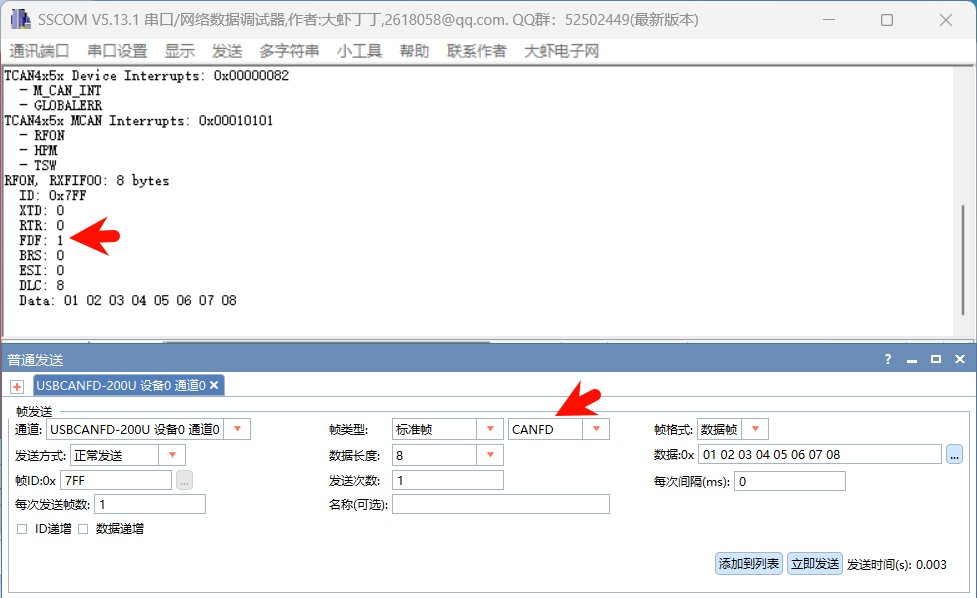 SSCOM V5.13.1 串口/网络数据调试器,作者:大虾丁丁,2618058@qq.com. QQ群：52502449(最新版本)
通讯端口 串口设置 显示 发送 多字符串 小工具 帮助 联系作者 大虾电子网
TCAN4x5x Device Interrupts: 0x00000082
- M_CAN_INT
- GLOBALERR
TCAN4x5x MCAN Interrupts: 0x00010101
- RF0N
- HPM
- TSW
RF0N, RXFIFO0: 8 bytes
ID: 0x7FF
XTD: 0
RTR: 0
FDF: 1
BRS: 0
ESI: 0
DLC: 8
Data: 01 02 03 04 05 06 07 08
普通发送
USBCANFD-200U 设备0 通道0
帧发送
通道: USBCANFD-200U 设备0 通道0 帧类型: 标准帧 CANFD 帧格式: 数据帧
发送方式: 正常发送 数据长度: 8 数据:0x 01 02 03 04 05 06 07 08 ...
帧ID:0x 7FF ... 发送次数: 1 每次间隔(ms): 0
每次发送帧数: 1 名称(可选):
ID递增 数据递增
添加到列表 立即发送 发送时间(s): 0.003